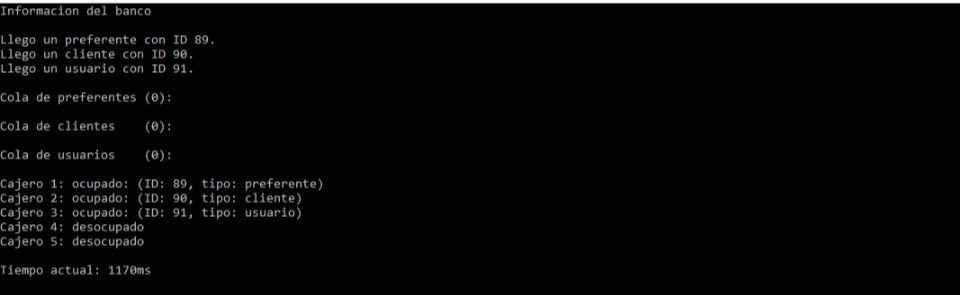 Informacion del banco
Llego un preferente con ID 89.
Llego un cliente con ID 90.
Llego un usuario con ID 91.
Cola de preferentes (0):
Cola de clientes    (0):
Cola de usuarios    (0):
Cajero 1: ocupado: (ID: 89, tipo: preferente)
Cajero 2: ocupado: (ID: 90, tipo: cliente)
Cajero 3: ocupado: (ID: 91, tipo: usuario)
Cajero 4: desocupado
Cajero 5: desocupado
Tiempo actual: 1170ms